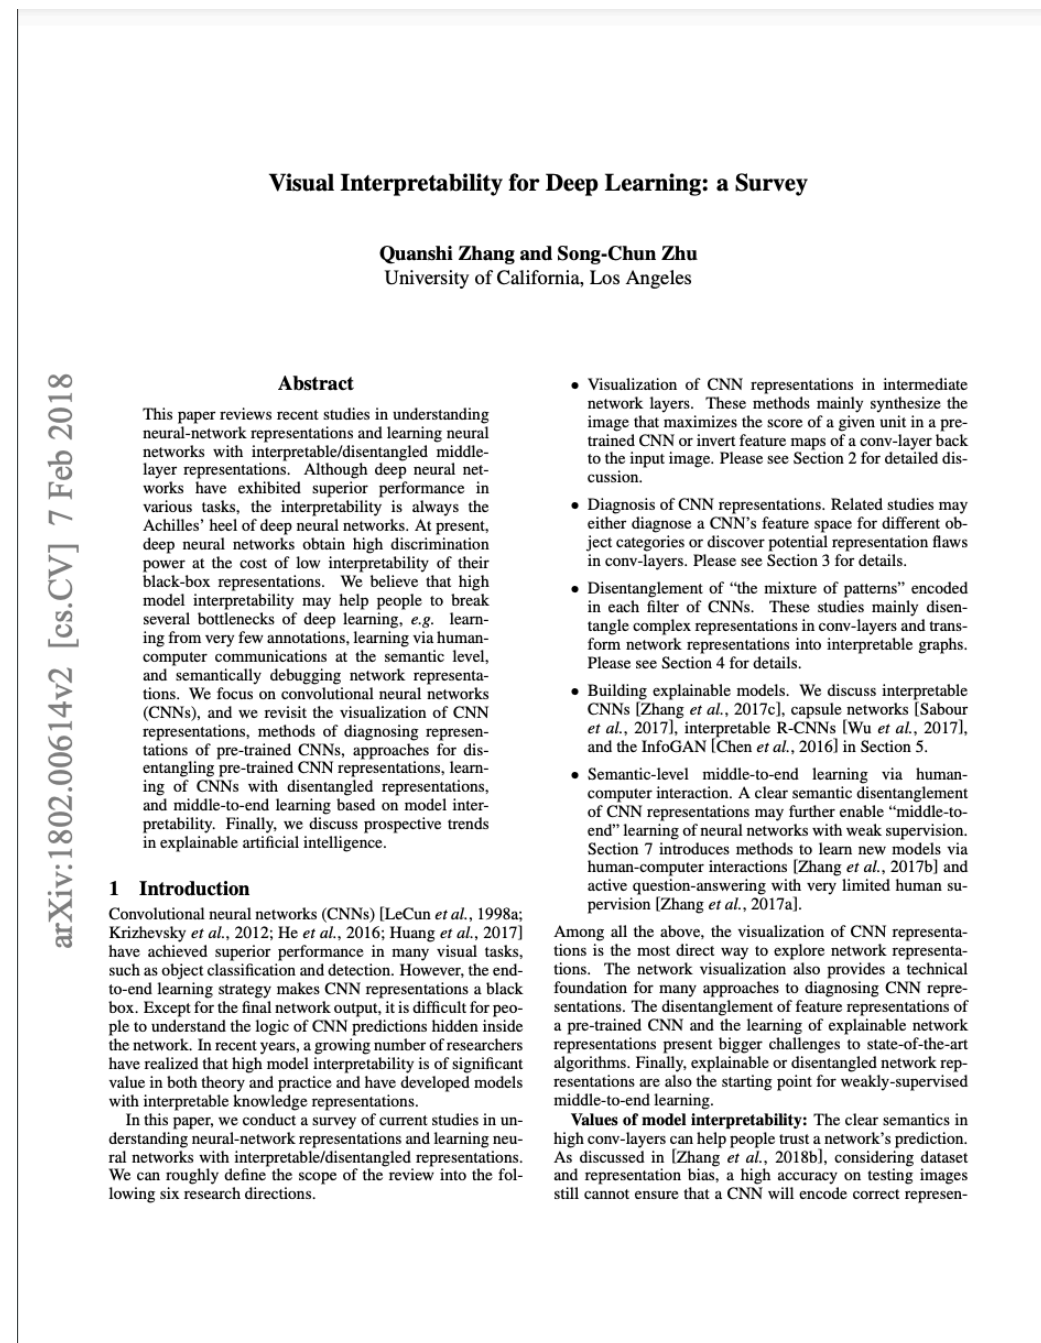 Visual Interpretability for Deep Learning: a Survey
Quanshi Zhang and Song-Chun Zhu
University of California, Los Angeles
arXiv:1802.00614v2 [cs.CV] 7 Feb 2018
Abstract
This paper reviews recent studies in understanding
neural-network representations and learning neural
networks with interpretable/disentangled middle-
layer representations. Although deep neural net-
works have exhibited superior performance in
various tasks, the interpretability is always the
Achilles' heel of deep neural networks. At present,
deep neural networks obtain high discrimination
power at the cost of low interpretability of their
black-box representations. We believe that high
model interpretability may help people to break
several bottlenecks of deep learning, e.g. learn-
ing from very few annotations, learning via human-
computer communications at the semantic level,
and semantically debugging network representa-
tions. We focus on convolutional neural networks
(CNNs), and we revisit the visualization of CNN
representations, methods of diagnosing represen-
tations of pre-trained CNNs, approaches for dis-
entangling pre-trained CNN representations, learn-
ing of CNNs with disentangled representations,
and middle-to-end learning based on model inter-
pretability. Finally, we discuss prospective trends
in explainable artificial intelligence.
1 Introduction
Convolutional neural networks (CNNs) [LeCun et al., 1998a;
Krizhevsky et al., 2012; He et al., 2016; Huang et al., 2017]
have achieved superior performance in many visual tasks,
such as object classification and detection. However, the end-
to-end learning strategy makes CNN representations a black
box. Except for the final network output, it is difficult for peo-
ple to understand the logic of CNN predictions hidden inside
the network. In recent years, a growing number of researchers
have realized that high model interpretability is of significant
value in both theory and practice and have developed models
with interpretable knowledge representations.
In this paper, we conduct a survey of current studies in un-
derstanding neural-network representations and learning neu-
ral networks with interpretable/disentangled representations.
We can roughly define the scope of the review into the fol-
lowing six research directions.
• Visualization of CNN representations in intermediate
network layers. These methods mainly synthesize the
image that maximizes the score of a given unit in a pre-
trained CNN or invert feature maps of a conv-layer back
to the input image. Please see Section 2 for detailed dis-
cussion.
• Diagnosis of CNN representations. Related studies may
either diagnose a CNN's feature space for different ob-
ject categories or discover potential representation flaws
in conv-layers. Please see Section 3 for details.
• Disentanglement of “the mixture of patterns” encoded
in each filter of CNNs. These studies mainly disen-
tangle complex representations in conv-layers and trans-
form network representations into interpretable graphs.
Please see Section 4 for details.
• Building explainable models. We discuss interpretable
CNNs [Zhang et al., 2017c], capsule networks [Sabour
et al., 2017], interpretable R-CNNs [Wu et al., 2017],
and the InfoGAN [Chen et al., 2016] in Section 5.
• Semantic-level middle-to-end learning via human-
computer interaction. A clear semantic disentanglement
of CNN representations may further enable “middle-to-
end” learning of neural networks with weak supervision.
Section 7 introduces methods to learn new models via
human-computer interactions [Zhang et al., 2017b] and
active question-answering with very limited human su-
pervision [Zhang et al., 2017a].
Among all the above, the visualization of CNN representa-
tions is the most direct way to explore network representa-
tions. The network visualization also provides a technical
foundation for many approaches to diagnosing CNN repre-
sentations. The disentanglement of feature representations of
a pre-trained CNN and the learning of explainable network
representations present bigger challenges to state-of-the-art
algorithms. Finally, explainable or disentangled network rep-
resentations are also the starting point for weakly-supervised
middle-to-end learning.
Values of model interpretability: The clear semantics in
high conv-layers can help people trust a network's prediction.
As discussed in [Zhang et al., 2018b], considering dataset
and representation bias, a high accuracy on testing images
still cannot ensure that a CNN will encode correct represen-